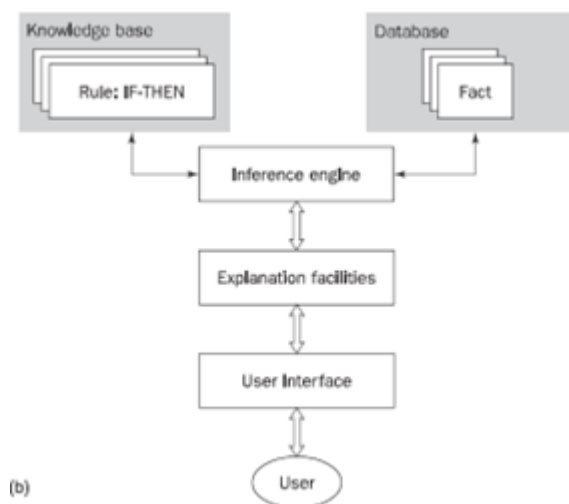 Knowledge base
Database
Rule: IF-THEN
Fact
Inference engine
Explanation facilities
User Interface
User
(b)